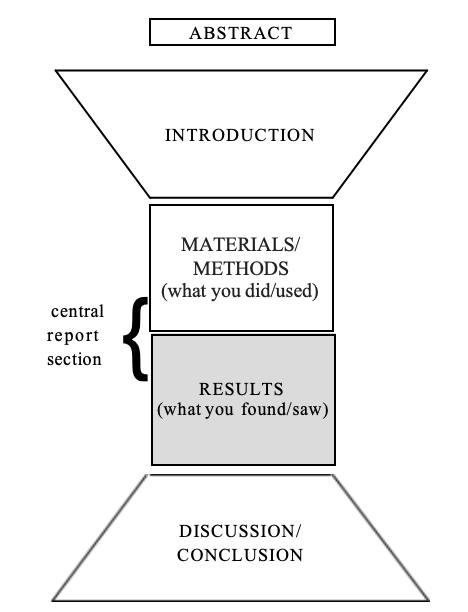 ABSTRACT
INTRODUCTION
MATERIALS/
METHODS
(what you did/used)
central
report
section
RESULTS
(what you found/saw)
DISCUSSION/
CONCLUSION